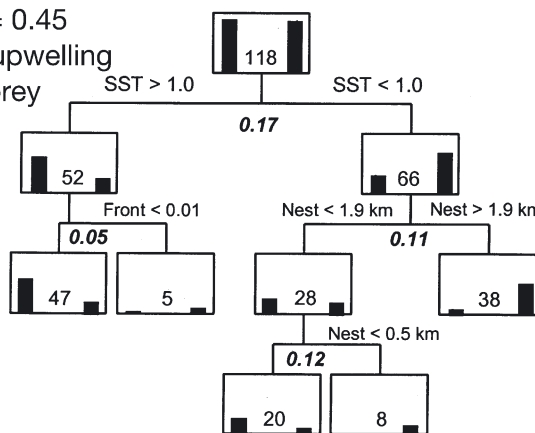 = 0.45
upwelling
prey
118
SST > 1.0 SST < 1.0
0.17
52 66
Front < 0.01 Nest < 1.9 km Nest > 1.9 km
0.05 0.11
47 5 28 38
Nest < 0.5 km
0.12
20 8